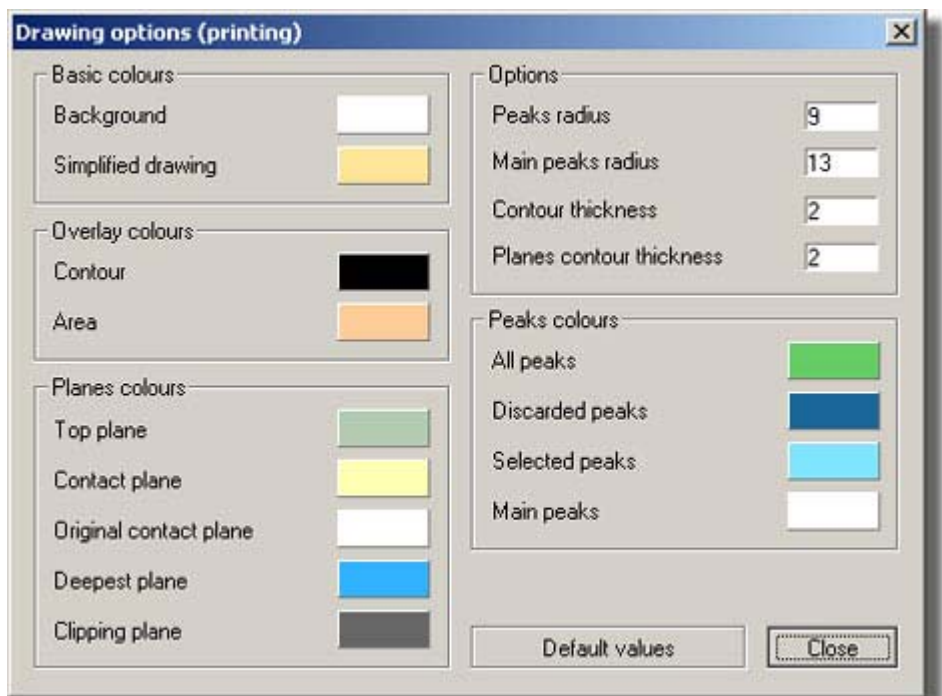 Drawing options (printing)
Basic colours
Background
Simplified drawing
Overlay colours
Contour
Area
Planes colours
Top plane
Contact plane
Original contact plane
Deepest plane
Clipping plane
Options
Peaks radius 9
Main peaks radius 13
Contour thickness 2
Planes contour thickness 2
Peaks colours
All peaks
Discarded peaks
Selected peaks
Main peaks
Default values Close